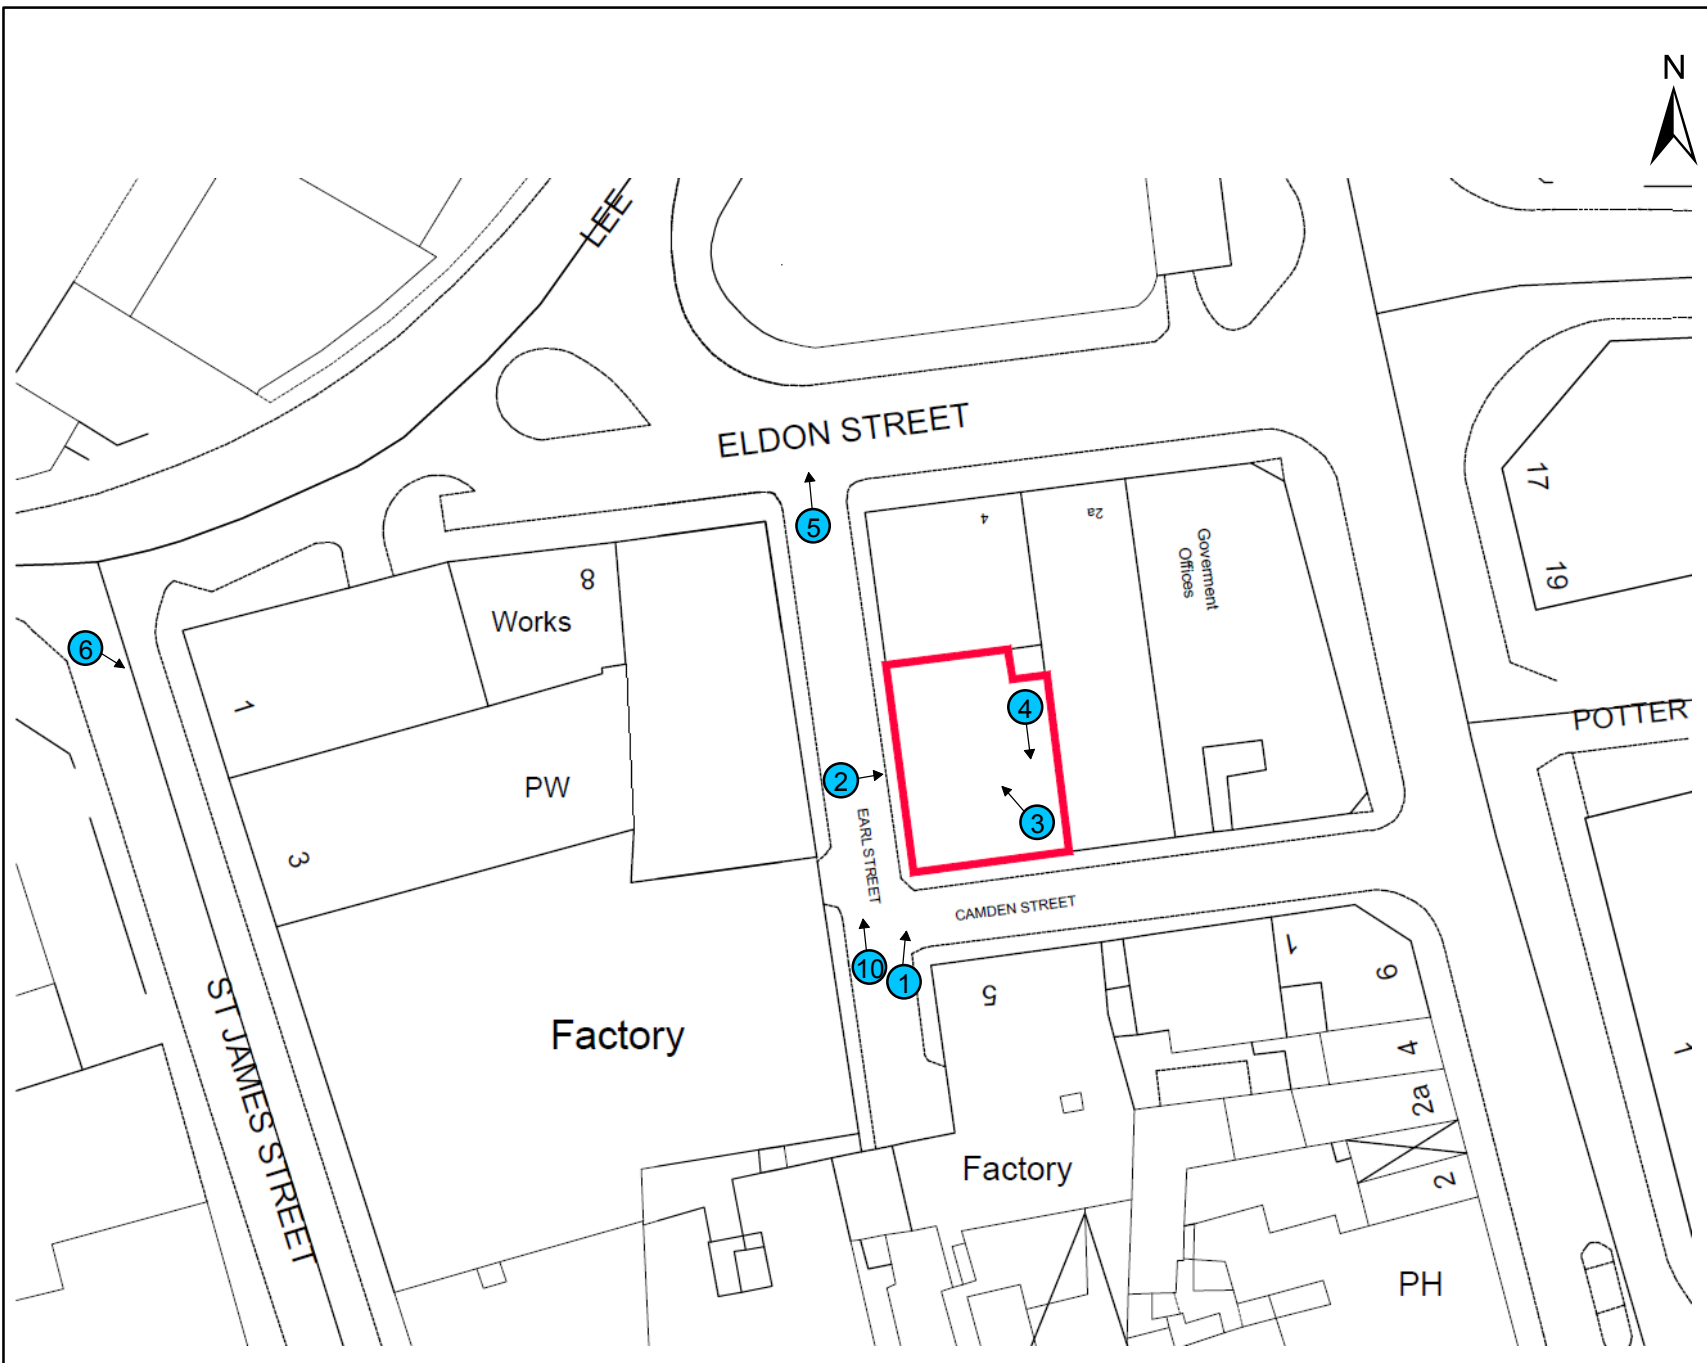 N
LEE
ELDON STREET
17
5
4
2a
Goverment
Offices
19
8
Works
6
1
4
POTTER
2
PW
3
EARL STREET
3
CAMDEN STREET
1
10
1
5
6
ST JAMES STREET
Factory
4
1
2a
Factory
2
PH